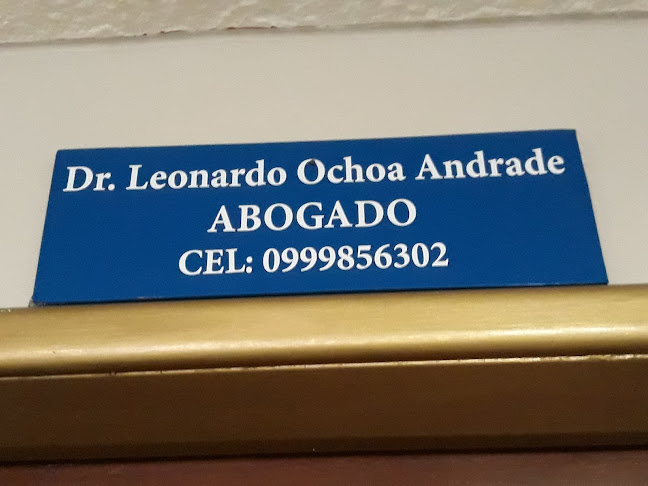 Dr. Leonardo Ochoa Andrade
ABOGADO
CEL: 0999856302